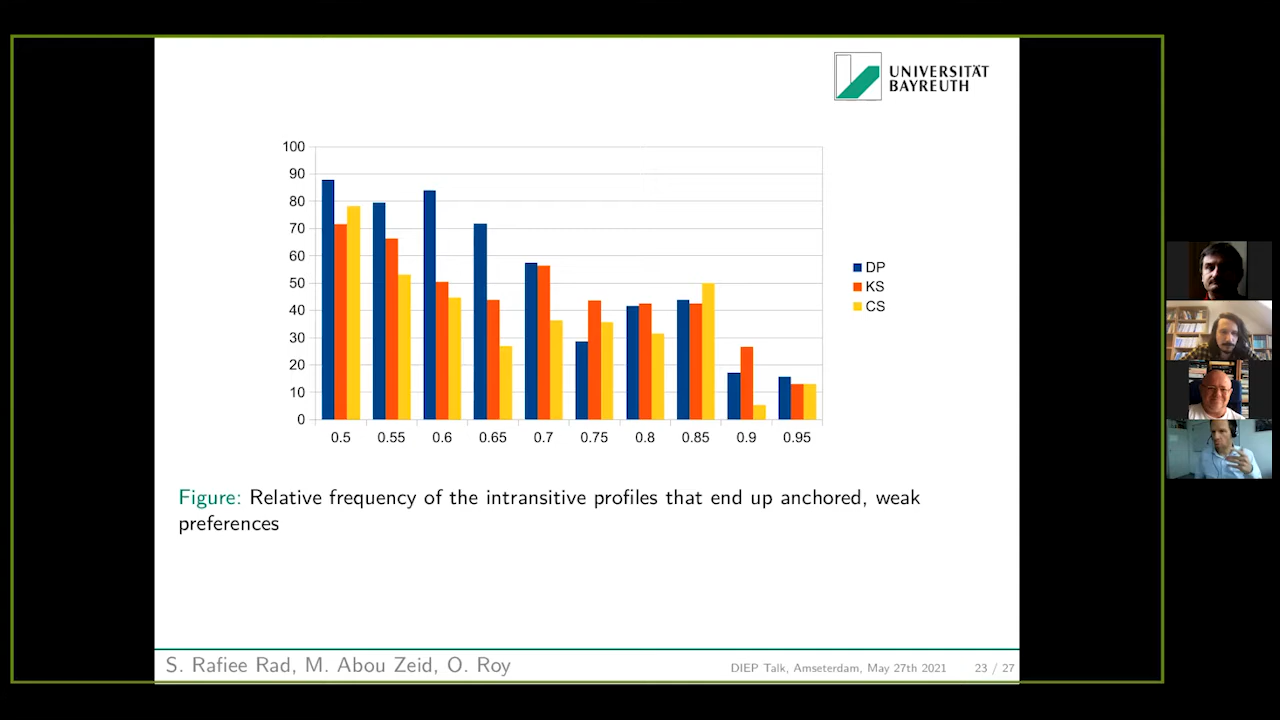 UNIVERSITÄT
BAYREUTH
100
90
80
70
60
50
40
30
20
10
0
0.5 0.55 0.6 0.65 0.7 0.75 0.8 0.85 0.9 0.95
DP
KS
CS
Figure: Relative frequency of the intransitive profiles that end up anchored, weak
preferences
S. Rafiee Rad, M. Abou Zeid, O. Roy
DIEP Talk, Amseterdam, May 27th 2021 23 / 27